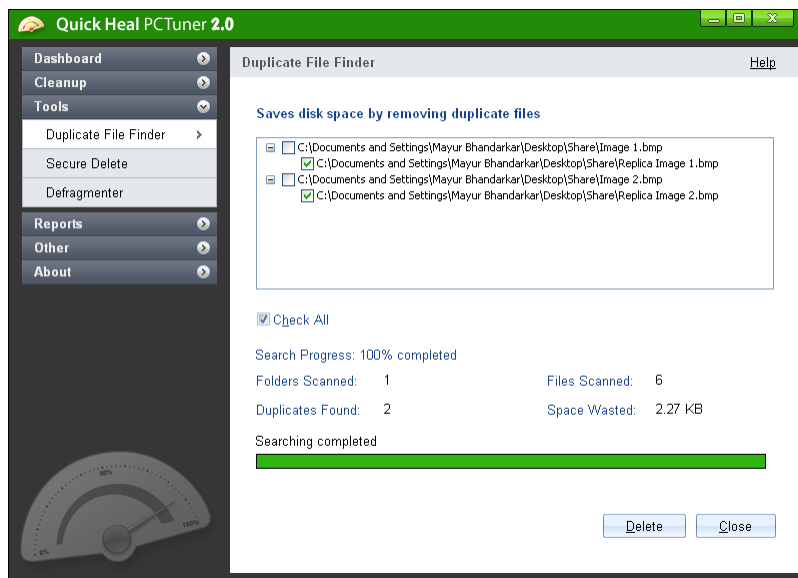 Quick Heal PCTuner 2.0
Dashboard
Cleanup
Tools
Duplicate File Finder
Secure Delete
Defragmenter
Reports
Other
About
Duplicate File Finder
Help
Saves disk space by removing duplicate files
C:\Documents and Settings\Mayur Bhandarkar\Desktop\Share\Image 1.bmp
C:\Documents and Settings\Mayur Bhandarkar\Desktop\Share\Replica Image 1.bmp
C:\Documents and Settings\Mayur Bhandarkar\Desktop\Share\Image 2.bmp
C:\Documents and Settings\Mayur Bhandarkar\Desktop\Share\Replica Image 2.bmp
Check All
Search Progress: 100% completed
Folders Scanned: 1 Files Scanned: 6
Duplicates Found: 2 Space Wasted: 2.27 KB
Searching completed
Delete Close
50%
100%
0%